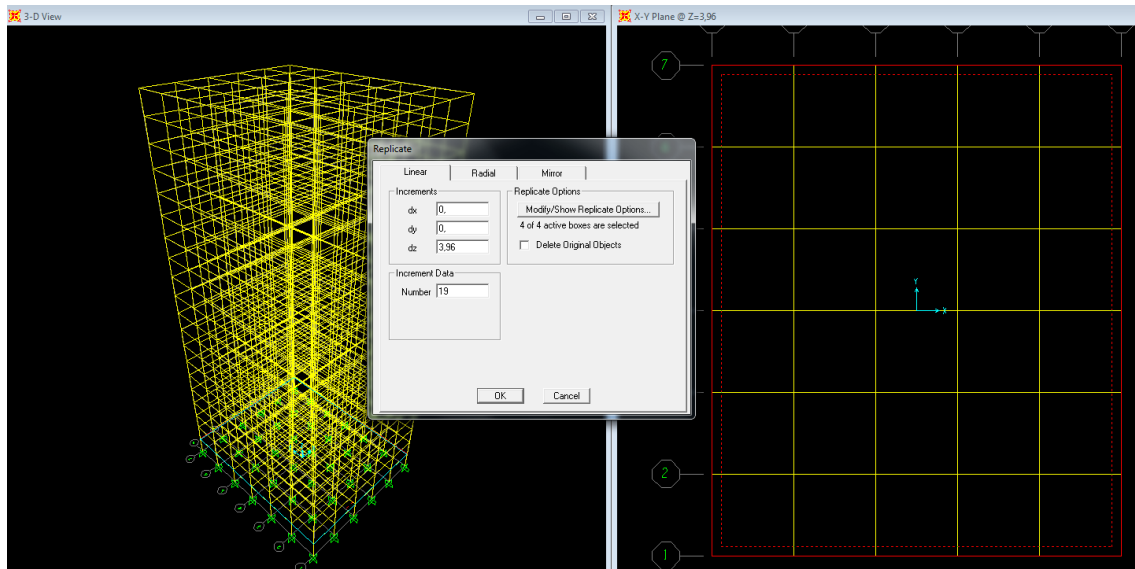 3-D View
X-Y Plane @ Z=3,96
7
Replicate
Linear
Radial
Mirror
Increments
dx 0,
dy 0,
dz 3,96
Replicate Options
Modify/Show Replicate Options...
4 of 4 active boxes are selected
Delete Original Objects
Increment Data
Number 19
OK
Cancel
Y
X
2
1